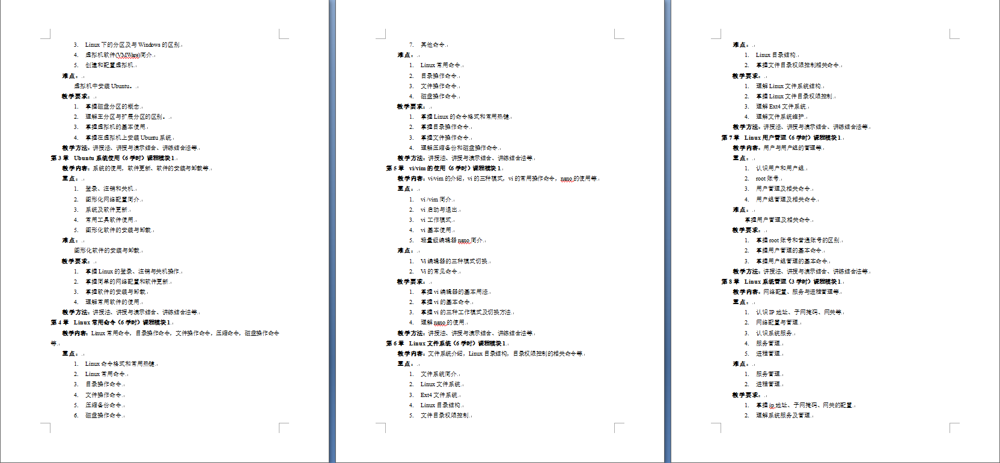 3. Linux 下的分区及与 Windows 的区别
4. 虚拟机软件(VMWare)简介
5. 创建和配置虚拟机
难点：
虚拟机中安装 Ubuntu。
教学要求：
1. 掌握磁盘分区的概念
2. 理解主分区与扩展分区的区别。
3. 掌握虚拟机的基本使用
4. 掌握在虚拟机上安装 Ubuntu 系统
教学方法：讲授法、讲授与演示结合、讲练结合法等
第 3 章 Ubuntu 系统使用（6 学时）课程模块 1
教学内容：系统的使用，软件更新、软件的安装与卸载等
重点：
1. 登录、注销和关机
2. 图形化网络配置简介
3. 系统及软件更新
4. 常用工具软件使用
5. 图形化软件的安装与卸载
难点：
图形化软件的安装与卸载
教学要求：
1. 掌握 Linux 的登录、注销与关机操作
2. 掌握简单的网络配置和软件更新
3. 掌握软件的安装与卸载
4. 理解常用软件的使用
教学方法：讲授法、讲授与演示结合、讲练结合法等
第 4 章 Linux 常用命令（6 学时）课程模块 1
教学内容：Linux 常用命令，目录操作命令，文件操作命令，压缩命令，磁盘操作命令
等
重点：
1. Linux 命令格式和常用热键
2. Linux 常用命令
3. 目录操作命令
4. 文件操作命令
5. 压缩备份命令
6. 磁盘操作命令
7. 其他命令
难点：
1. Linux 常用命令
2. 目录操作命令
3. 文件操作命令
4. 磁盘操作命令
教学要求：
1. 掌握 Linux 的命令格式和常用热键
2. 掌握目录操作命令
3. 掌握文件操作命令
4. 理解压缩备份和磁盘操作命令
教学方法：讲授法、讲授与演示结合、讲练结合法等
第 5 章 vi/vim 的使用（6 学时）课程模块 1
教学内容：vi/vim 的介绍，vi 的三种模式，vi 的常用操作命令，nano 的使用等
重点：
1. vi /vim 简介
2. vi 启动与退出
3. vi 工作模式
4. vi 基本使用
5. 轻量级编辑器 nano 简介
难点：
1. Vi 编辑器的三种模式切换
2. Vi 的常见命令
教学要求：
1. 掌握 vi 编辑器的基本用法
2. 掌握 vi 的基本命令
3. 掌握 vi 的三种工作模式及切换方法
4. 理解 nano 的使用
教学方法：讲授法、讲授与演示结合、讲练结合法等
第 6 章 Linux 文件系统（6 学时）课程模块 1
教学内容：文件系统介绍，Linux 目录结构，目录权限控制的相关命令等
重点：
1. 文件系统简介
2. Linux 文件系统
3. Ext4 文件系统
4. Linux 目录结构
5. 文件目录权限控制
难点：
1. Linux 目录结构
2. 掌握文件目录权限控制相关命令
教学要求：
1. 理解 Linux 文件系统结构
2. 掌握 Linux 文件目录权限控制
3. 理解 Ext4 文件系统
4. 理解文件系统维护
教学方法：讲授法、讲授与演示结合、讲练结合法等
第 7 章 Linux 用户管理（6 学时）课程模块 1
教学内容：用户与用户组的管理等
重点：
1. 认识用户和用户组
2. root 账号
3. 用户管理及相关命令
4. 用户组管理及相关命令
难点：
掌握用户管理及相关命令
教学要求：
1. 掌握 root 账号和普通账号的区别
2. 掌握用户管理的基本命令
3. 掌握用户组管理的基本命令
教学方法：讲授法、讲授与演示结合、讲练结合法等
第 8 章 Linux 系统管理（3 学时）课程模块 1
教学内容：网络配置、服务与进程管理等
重点：
1. 认识 IP 地址、子网掩码、网关等
2. 网络配置与管理
3. 认识系统服务
4. 服务管理
5. 进程管理
难点：
1. 服务管理
2. 进程管理
教学要求：
1. 掌握 ip 地址、子网掩码、网关的配置
2. 理解系统服务及管理